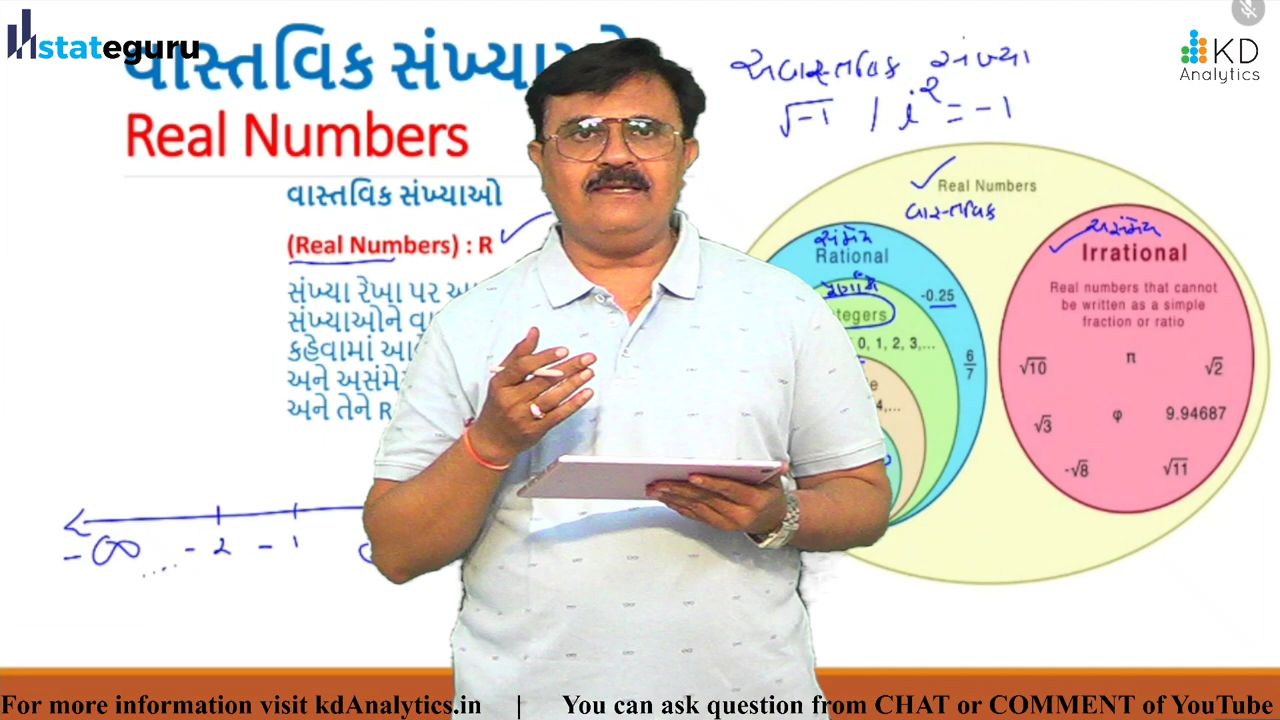 stateguru
KD
Analytics
વાસ્તવિક
Real Numbers
વાસ્તવિક સંખ્યાઓ
(Real Numbers) : R
સંખ્યા રેખા પર
સંખ્યાઓને
કહેવામાં
અને
અને તેને R
અવાસ્તવિક સંખ્યા
√-1 / i² = -1
Real Numbers
વાસ્તવિક
સંમેય
Rational
-0.25
0, 1, 2, 3,...
6/7
અસંમેય
Irrational
Real numbers that cannot
be written as a simple
fraction or ratio
√10 π √2
√3 φ 9.94687
-√8 √11
-∞ .... -2 -1
For more information visit kdAnalytics.in | You can ask question from CHAT or COMMENT of YouTube